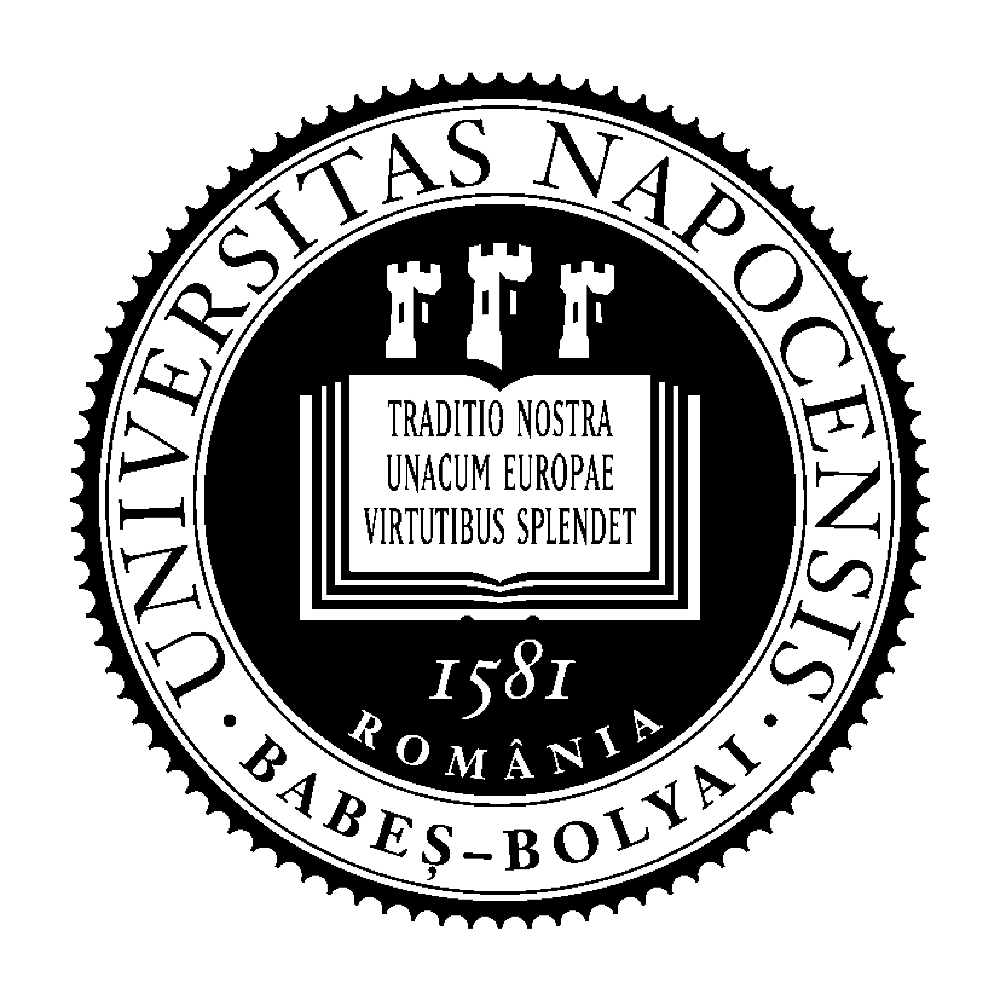 UNIVERSITAS NAPOCENSIS
TRADITIO NOSTRA
UNACUM EUROPAE
VIRTUTIBUS SPLENDET
1581
ROMÂNIA
· BABEȘ-BOLYAI ·